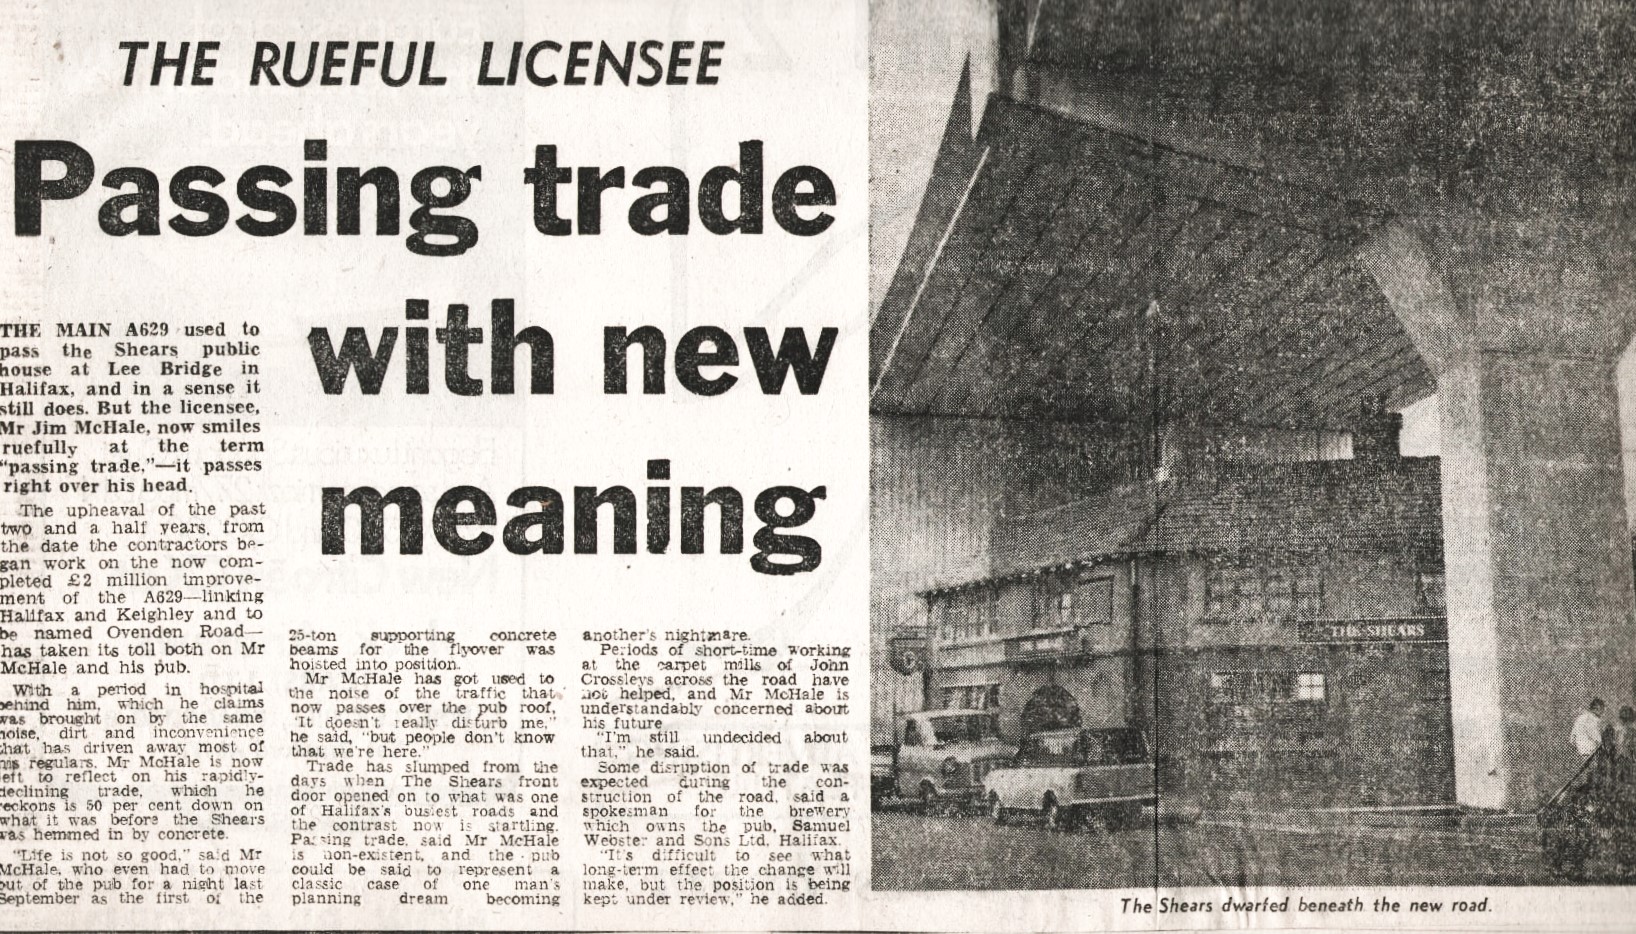 THE RUEFUL LICENSEE
Passing trade
with new
meaning
THE MAIN A629 used to
pass the Shears public
house at Lee Bridge in
Halifax, and in a sense it
still does. But the licensee,
Mr Jim McHale, now smiles
ruefully at the term
"passing trade,"—it passes
right over his head.
The upheaval of the past
two and a half years, from
the date the contractors be-
gan work on the now com-
pleted £2 million improve-
ment of the A629—linking
Halifax and Keighley and to
be named Ovenden Road—
has taken its toll both on Mr
McHale and his pub.
With a period in hospital
behind him, which he claims
was brought on by the same
noise, dirt and inconvenience
that has driven away most of
his regulars, Mr McHale is now
left to reflect on his rapidly-
declining trade, which he
reckons is 50 per cent down on
what it was before the Shears
was hemmed in by concrete.
"Life is not so good," said Mr
McHale, who even had to move
out of the pub for a night last
September as the first of the
25-ton supporting concrete
beams for the flyover was
hoisted into position.
Mr McHale has got used to
the noise of the traffic that
now passes over the pub roof,
'It doesn't really disturb me,"
he said, "but people don't know
that we're here."
Trade has slumped from the
days when The Shears front
door opened on to what was one
of Halifax's busiest roads and
the contrast now is startling.
Passing trade, said Mr McHale
is non-existent, and the pub
could be said to represent a
classic case of one man's
planning dream becoming
another's nightmare.
Periods of short-time working
at the carpet mills of John
Crossleys across the road have
not helped, and Mr McHale is
understandably concerned about
his future
"I'm still undecided about
that," he said.
Some disruption of trade was
expected during the con-
struction of the road, said a
spokesman for the brewery
which owns the pub, Samuel
Webster and Sons Ltd, Halifax.
"It's difficult to see what
long-term effect the change will
make, but the position is being
kept under review," he added.
THE SHEARS
The Shears dwarfed beneath the new road.